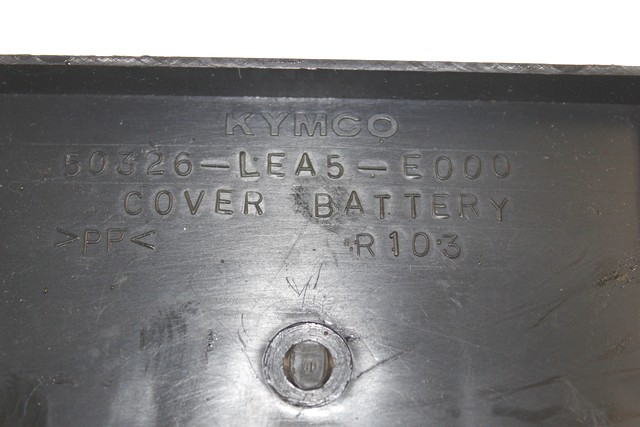 KYMCO
50326-LEA5-E000
COVER BATTERY
>PP< R103